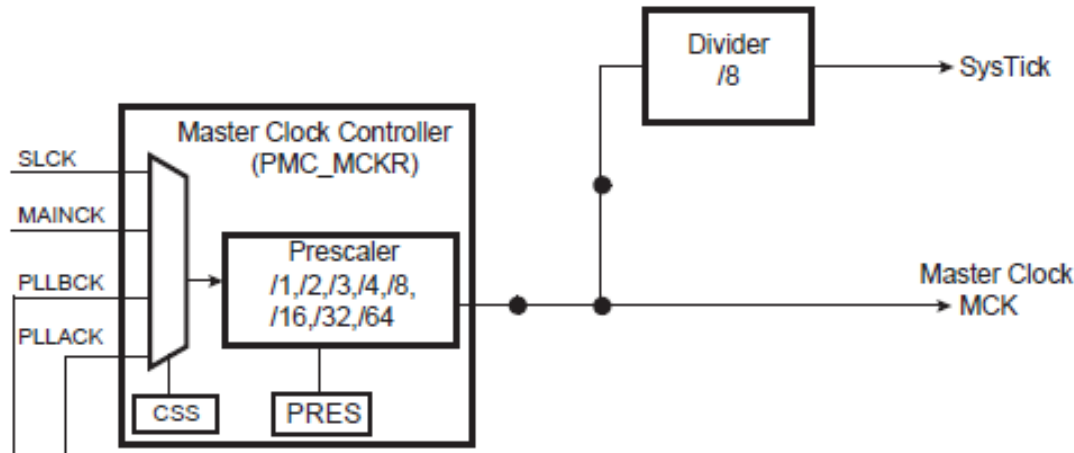 Divider
/8
SysTick
Master Clock Controller
(PMC_MCKR)
SLCK
MAINCK
PLLBCK
PLLACK
Prescaler
/1,/2,/3,/4,/8,
/16,/32,/64
CSS
PRES
Master Clock
MCK